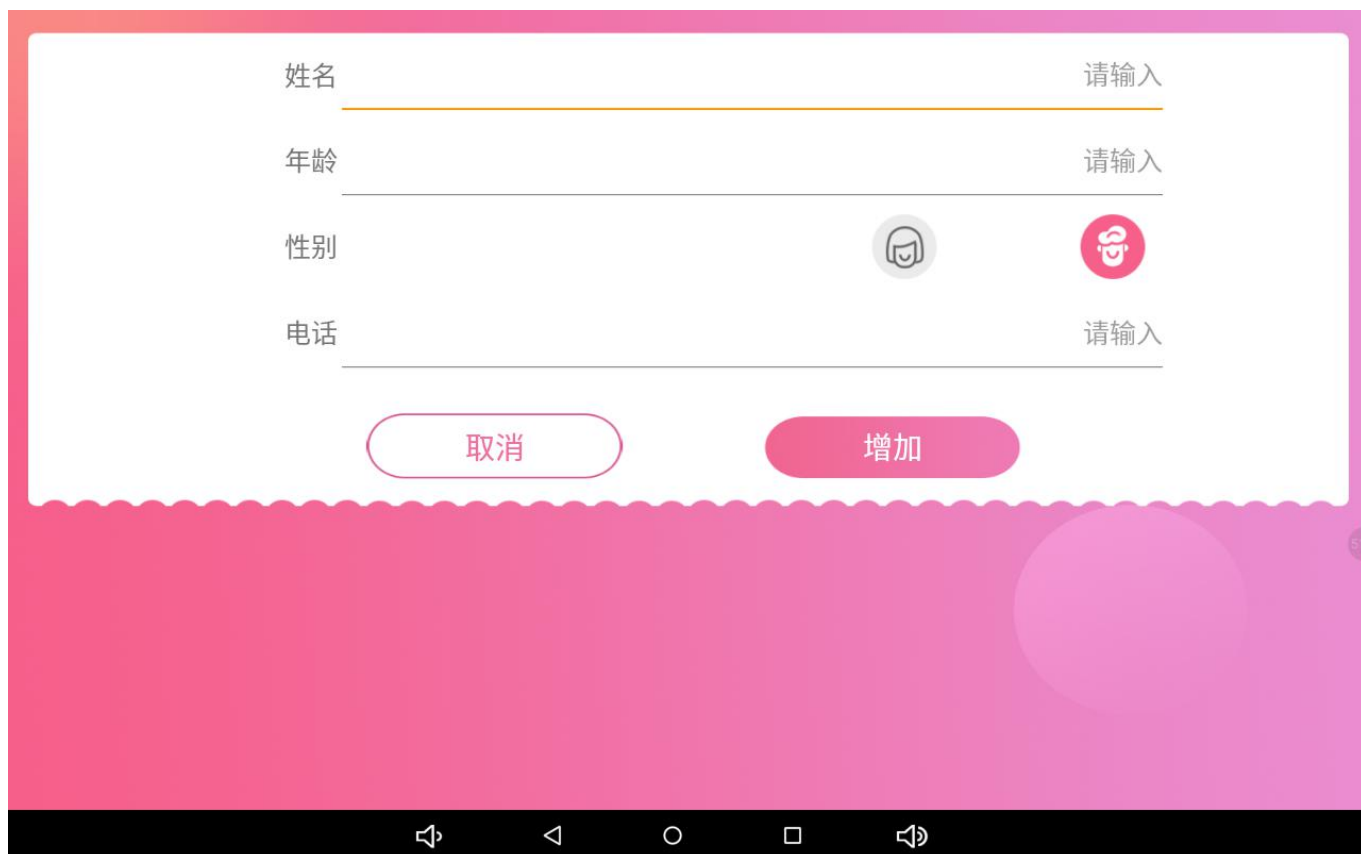 姓名 请输入
年龄 请输入
性别
电话 请输入
取消 增加